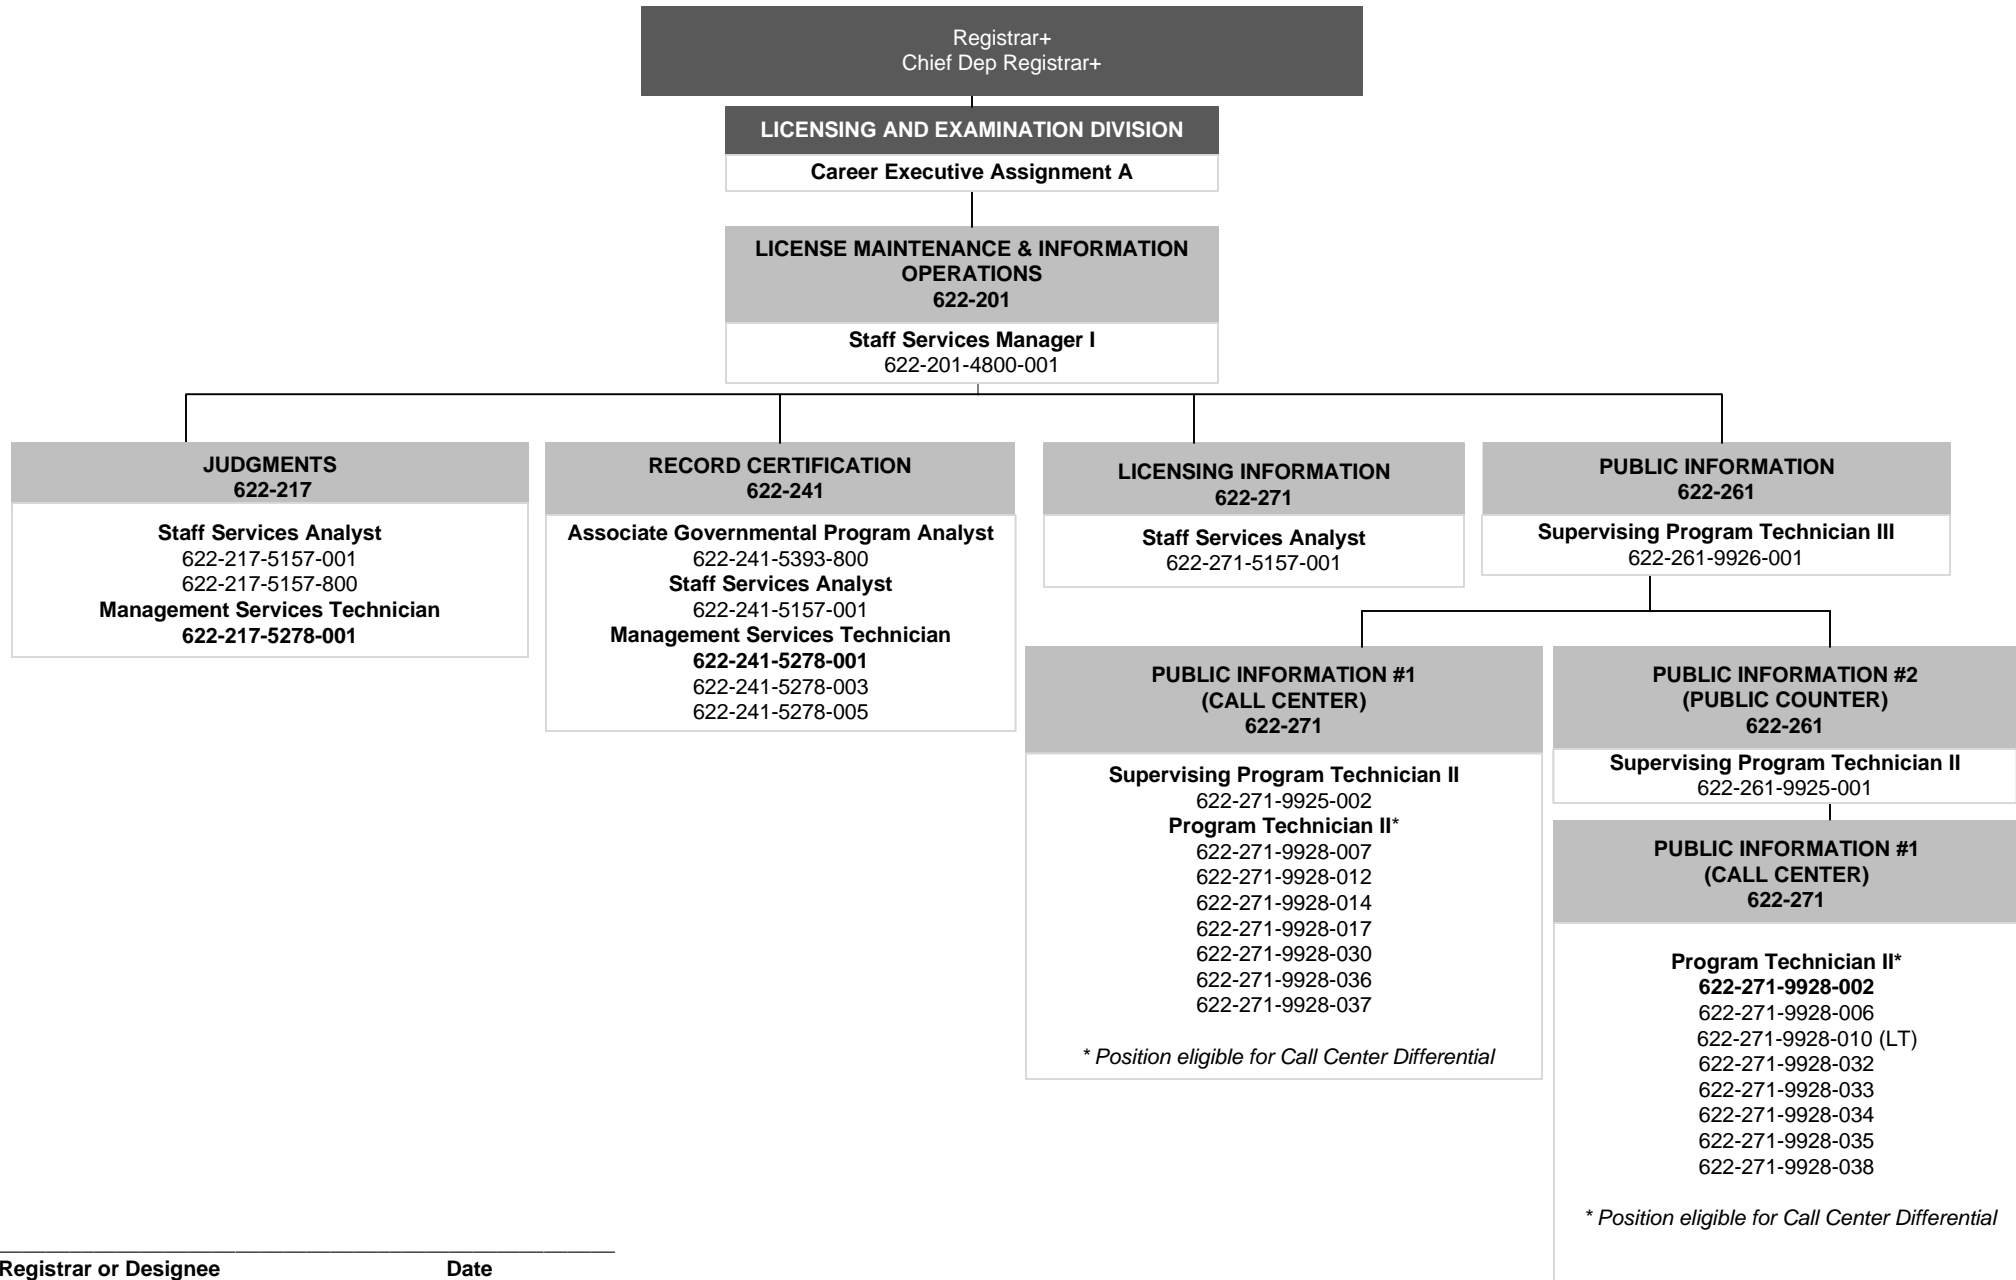 Registrar+
Chief Dep Registrar+
LICENSING AND EXAMINATION DIVISION
Career Executive Assignment A
LICENSE MAINTENANCE & INFORMATION
OPERATIONS
622-201
Staff Services Manager I
622-201-4800-001
JUDGMENTS
622-217
Staff Services Analyst
622-217-5157-001
622-217-5157-800
Management Services Technician
622-217-5278-001
RECORD CERTIFICATION
622-241
Associate Governmental Program Analyst
622-241-5393-800
Staff Services Analyst
622-241-5157-001
Management Services Technician
622-241-5278-001
622-241-5278-003
622-241-5278-005
LICENSING INFORMATION
622-271
Staff Services Analyst
622-271-5157-001
PUBLIC INFORMATION
622-261
Supervising Program Technician III
622-261-9926-001
PUBLIC INFORMATION #1
(CALL CENTER)
622-271
Supervising Program Technician II
622-271-9925-002
Program Technician II*
622-271-9928-007
622-271-9928-012
622-271-9928-014
622-271-9928-017
622-271-9928-030
622-271-9928-036
622-271-9928-037
* Position eligible for Call Center Differential
PUBLIC INFORMATION #2
(PUBLIC COUNTER)
622-261
Supervising Program Technician II
622-261-9925-001
PUBLIC INFORMATION #1
(CALL CENTER)
622-271
Program Technician II*
622-271-9928-002
622-271-9928-006
622-271-9928-010 (LT)
622-271-9928-032
622-271-9928-033
622-271-9928-034
622-271-9928-035
622-271-9928-038
* Position eligible for Call Center Differential
Registrar or Designee Date